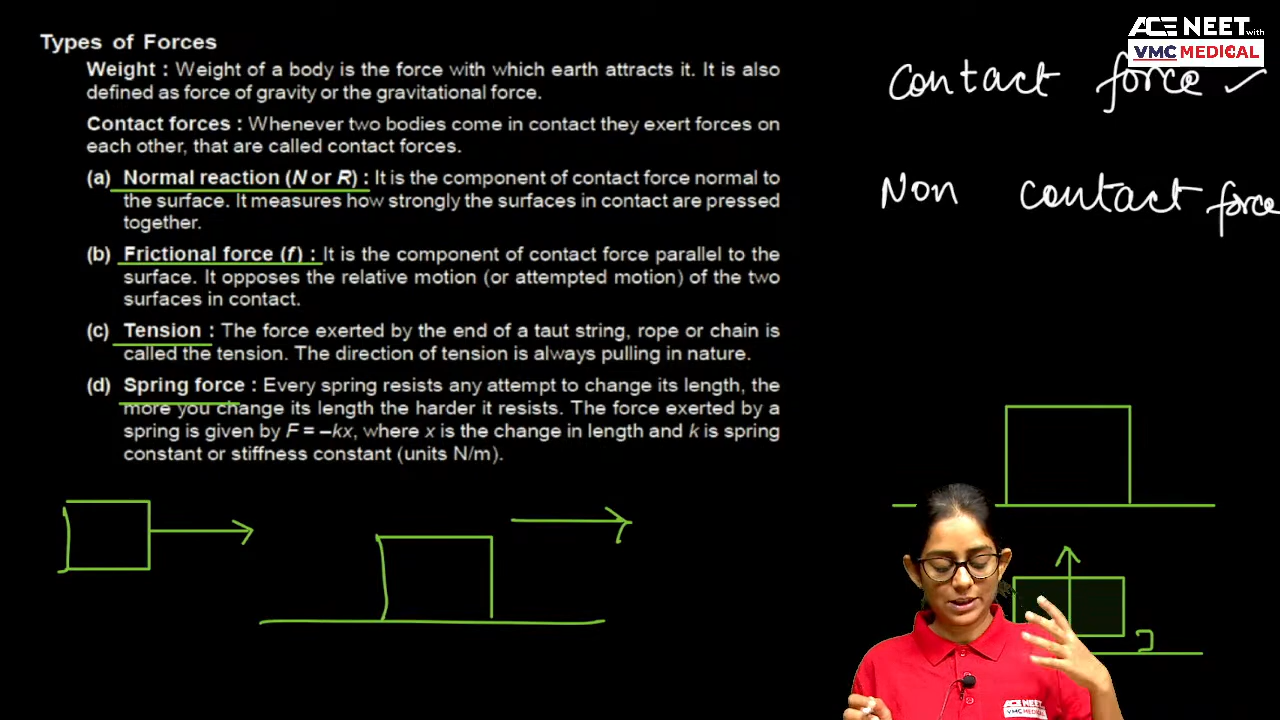 Types of Forces
Weight : Weight of a body is the force with which earth attracts it. It is also
defined as force of gravity or the gravitational force.
Contact forces : Whenever two bodies come in contact they exert forces on
each other, that are called contact forces.
(a) Normal reaction (N or R) : It is the component of contact force normal to
the surface. It measures how strongly the surfaces in contact are pressed
together.
(b) Frictional force (f) : It is the component of contact force parallel to the
surface. It opposes the relative motion (or attempted motion) of the two
surfaces in contact.
(c) Tension : The force exerted by the end of a taut string, rope or chain is
called the tension. The direction of tension is always pulling in nature.
(d) Spring force : Every spring resists any attempt to change its length, the
more you change its length the harder it resists. The force exerted by a
spring is given by F = –kx, where x is the change in length and k is spring
constant or stiffness constant (units N/m).
ACE NEET with
VMC MEDICAL
contact force ✓
Non contact force
ACE NEET
VMC MEDICAL